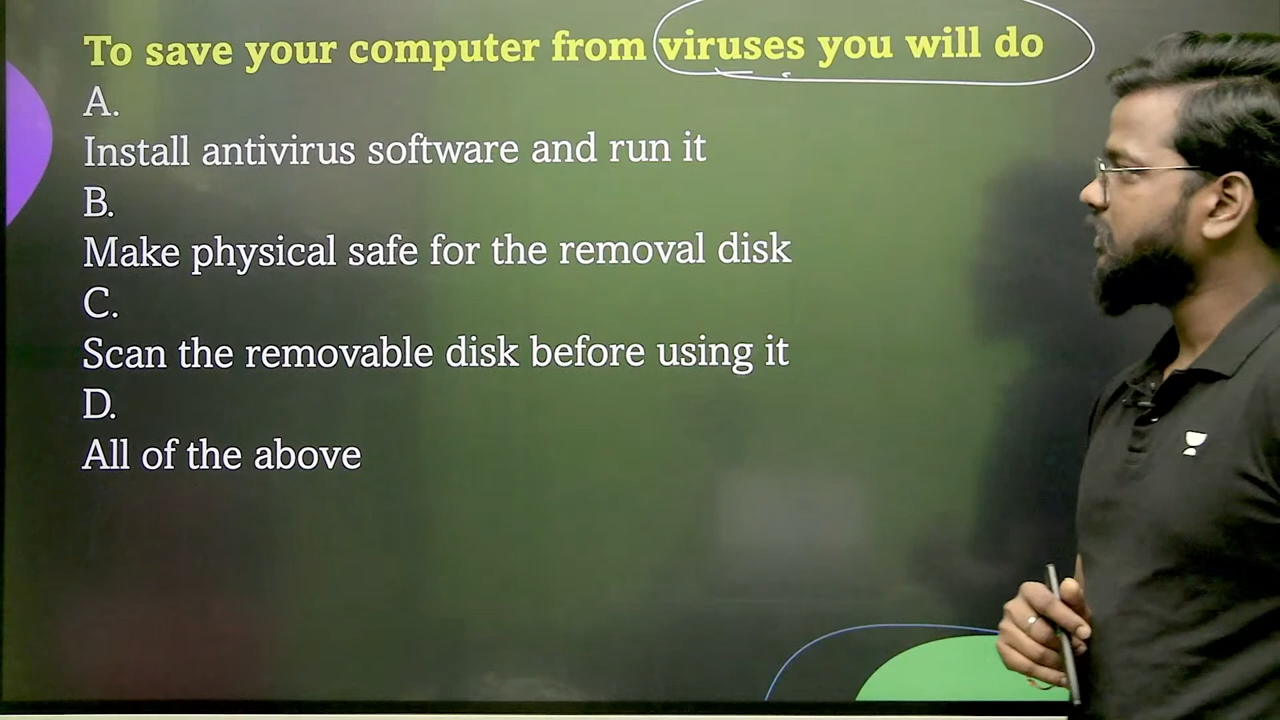 To save your computer from viruses you will do
A.
Install antivirus software and run it
B.
Make physical safe for the removal disk
C.
Scan the removable disk before using it
D.
All of the above